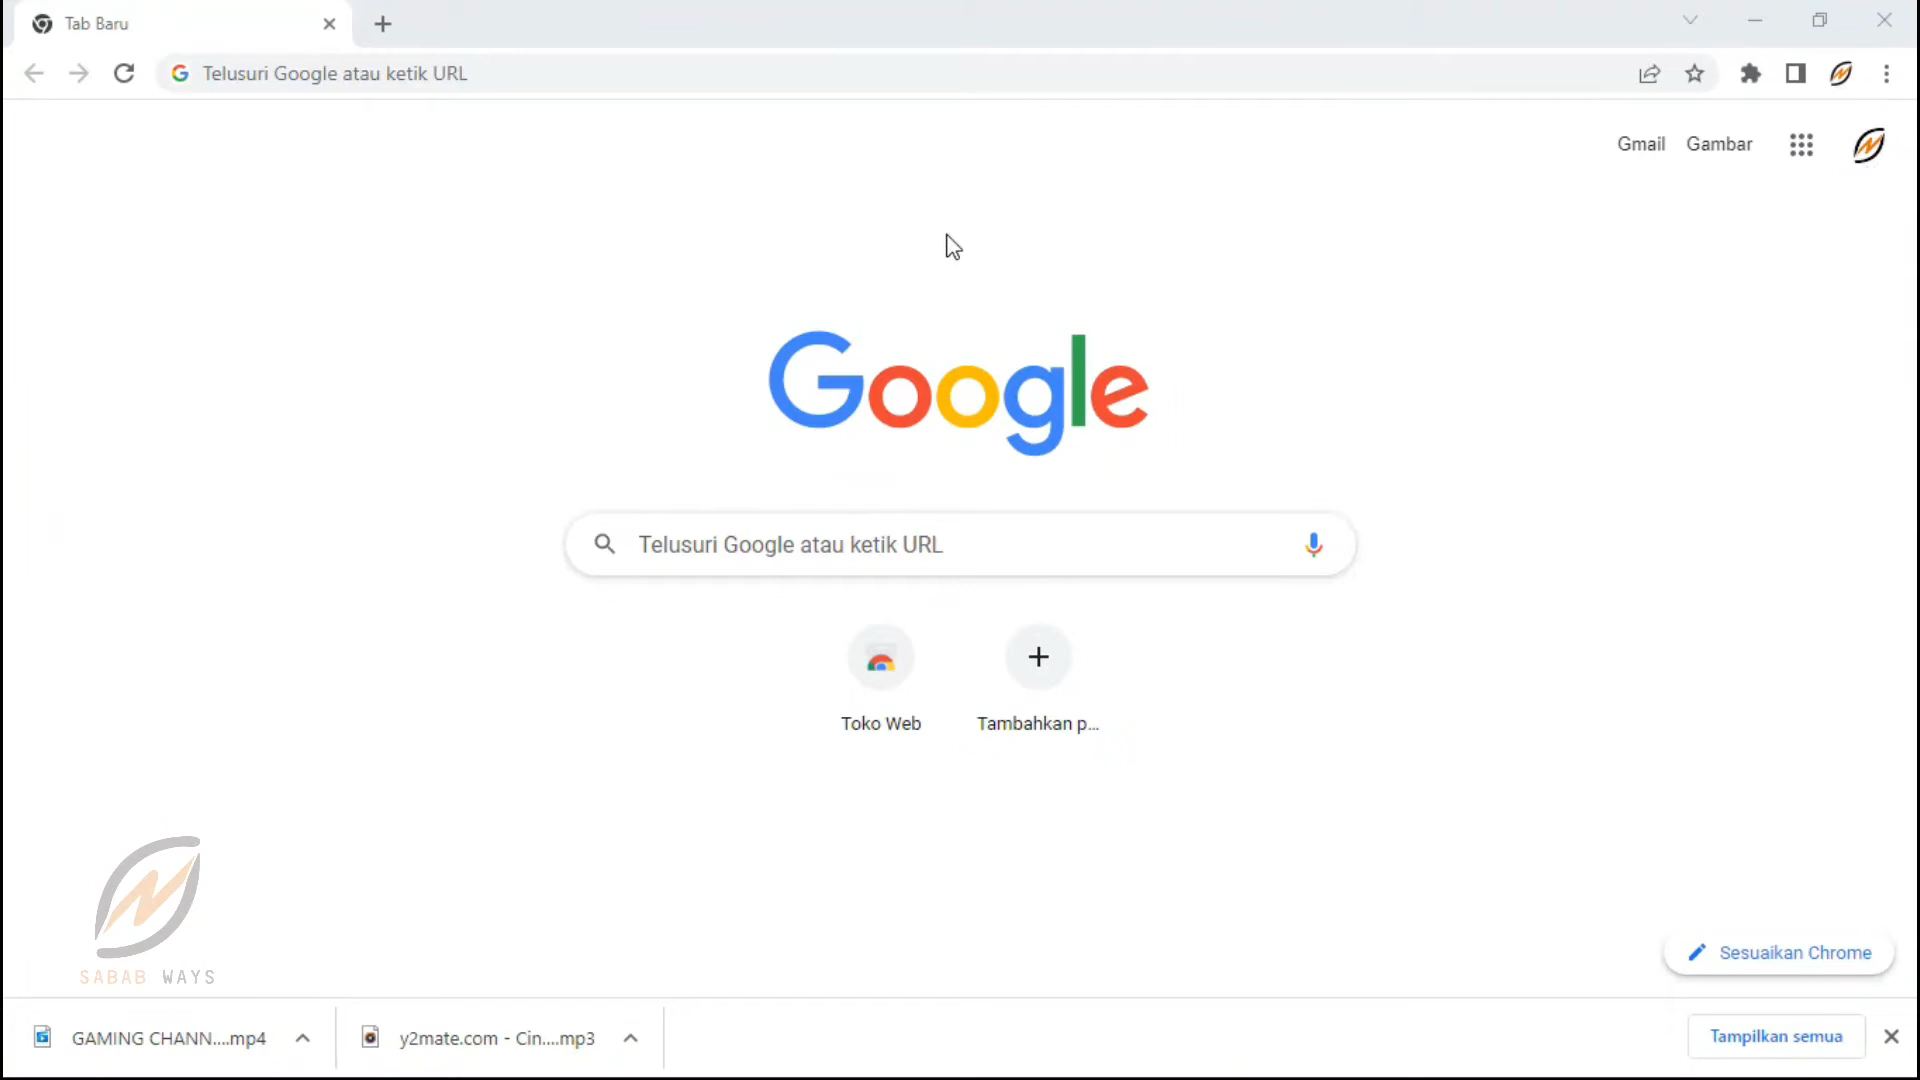 Tab Baru
Telusuri Google atau ketik URL
Gmail Gambar
Google
Telusuri Google atau ketik URL
Toko Web Tambahkan p...
SABAB WAYS
Sesuaikan Chrome
GAMING CHANN....mp4 y2mate.com - Cin....mp3 Tampilkan semua